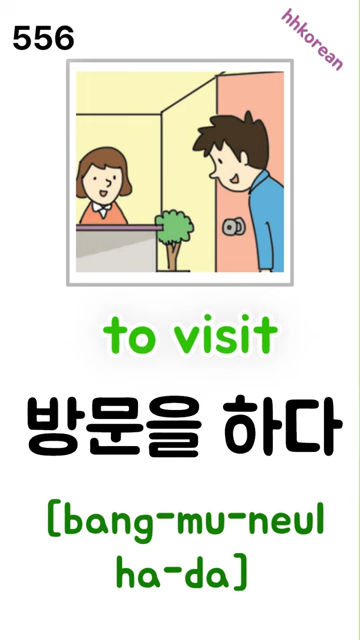 556
hhkorean
to visit
방문을 하다
[bang-mu-neul
ha-da]